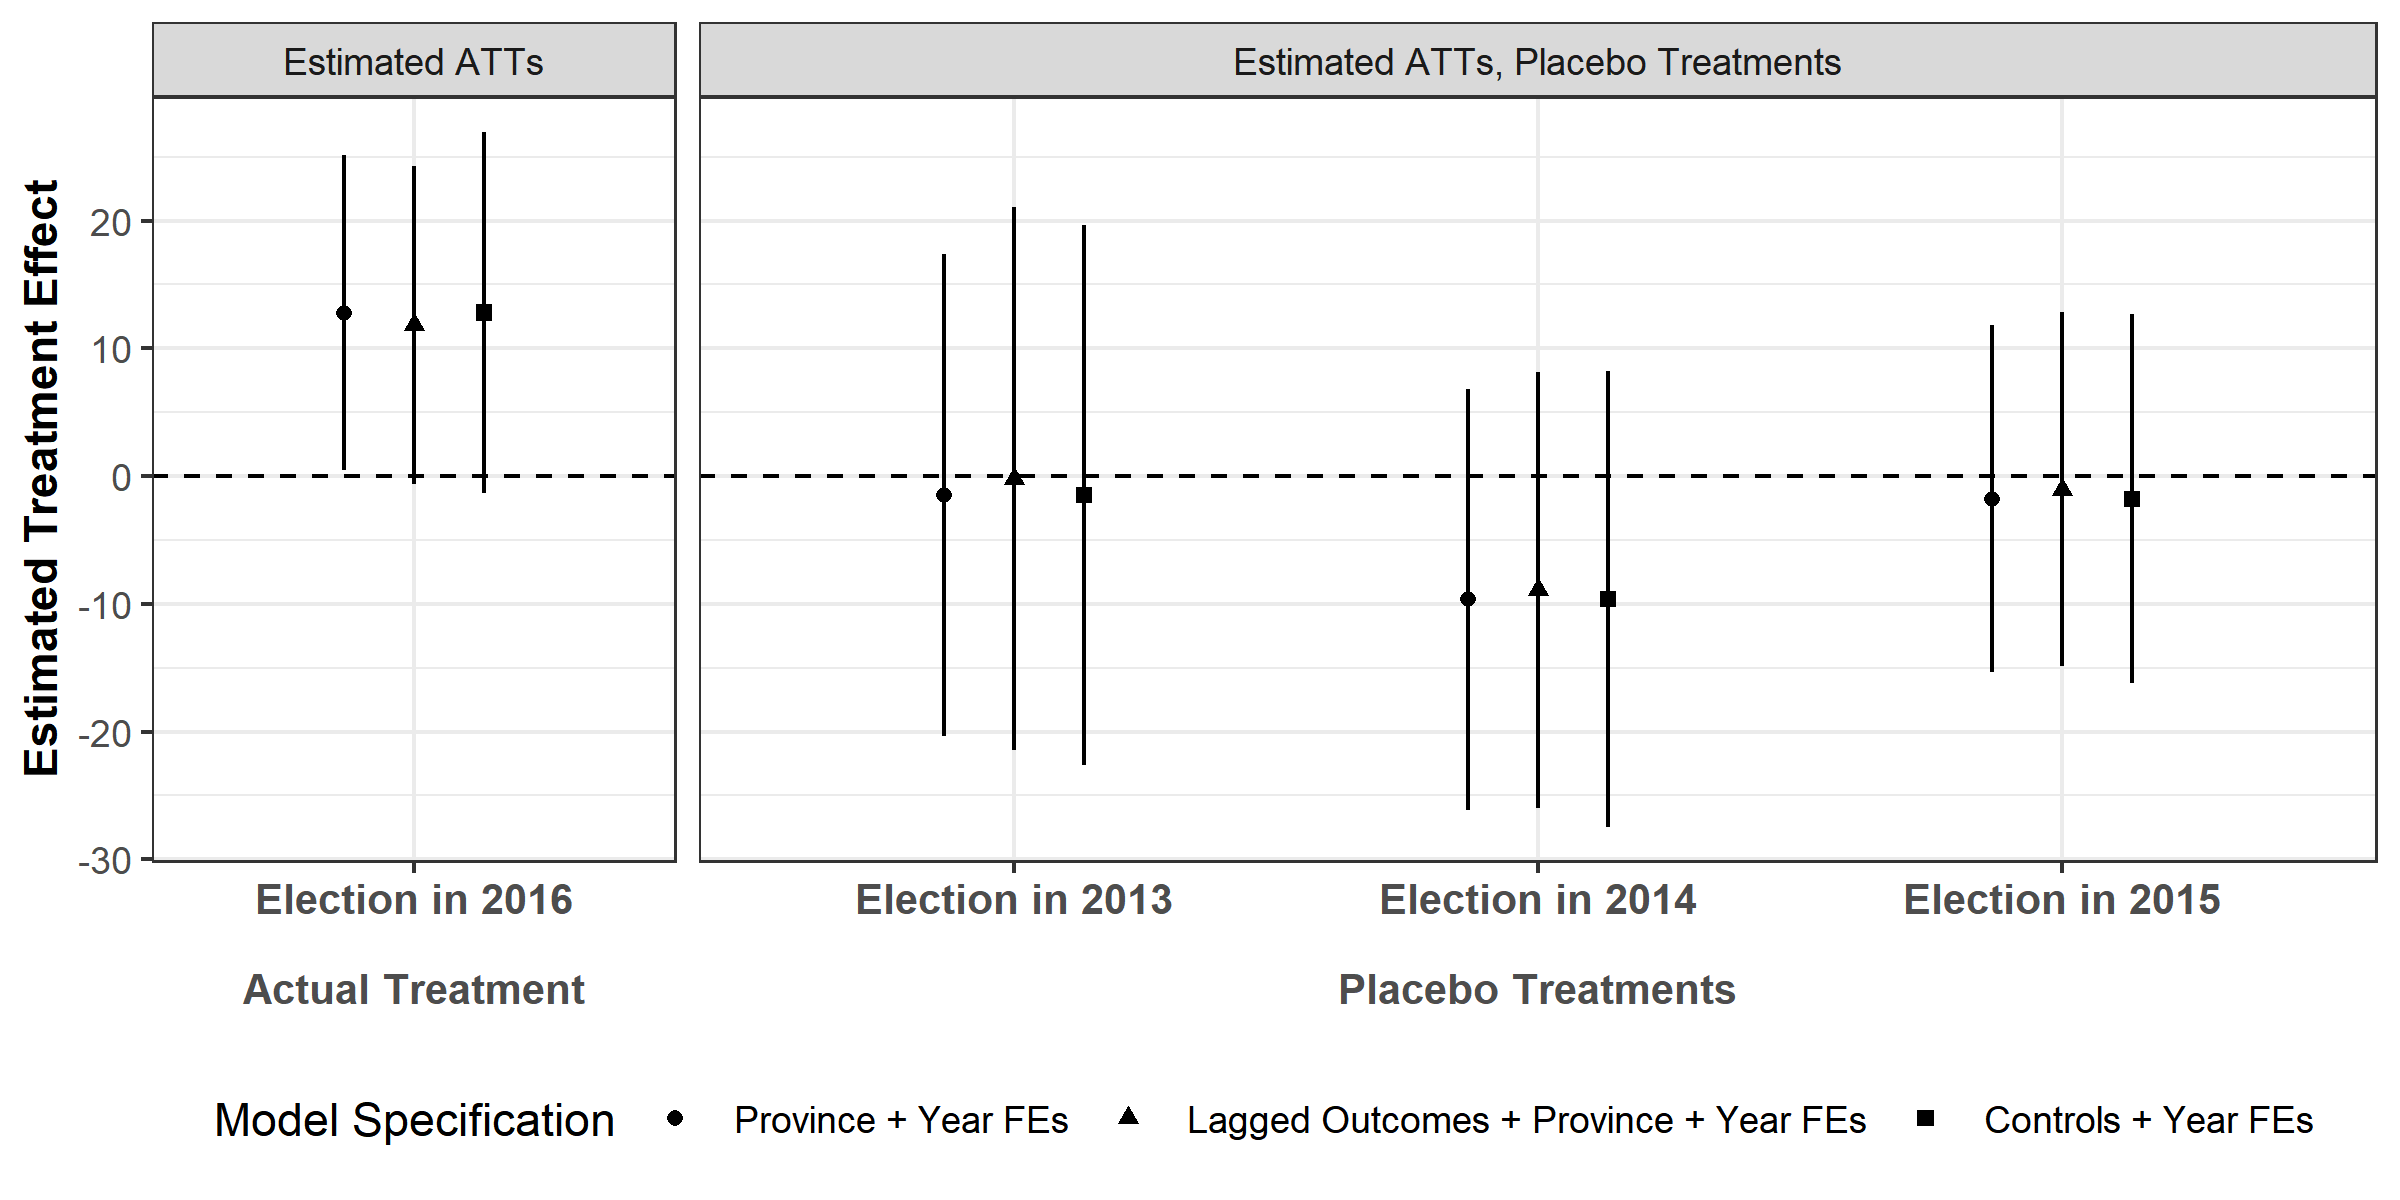 Estimated ATTs
Estimated ATTs, Placebo Treatments
Estimated Treatment Effect
20
10
0
-10
-20
-30
Election in 2016
Election in 2013
Election in 2014
Election in 2015
Actual Treatment
Placebo Treatments
Model Specification
Province + Year FEs
Lagged Outcomes + Province + Year FEs
Controls + Year FEs